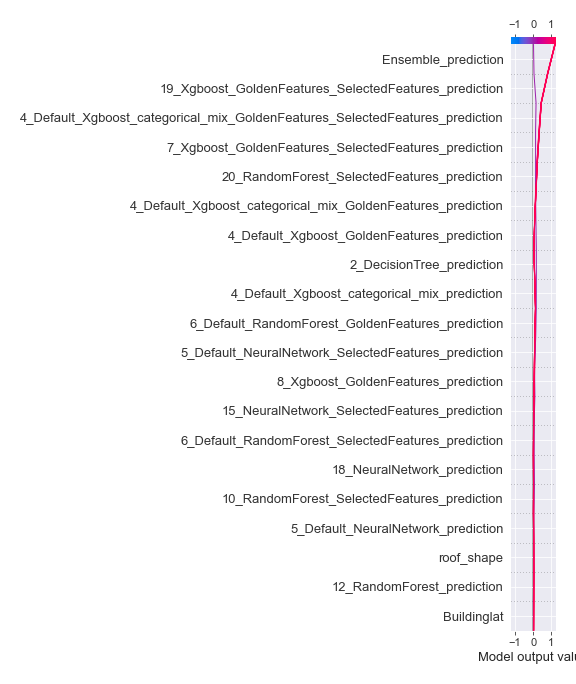 −1 0 1
Ensemble_prediction
19_Xgboost_GoldenFeatures_SelectedFeatures_prediction
4_Default_Xgboost_categorical_mix_GoldenFeatures_SelectedFeatures_prediction
7_Xgboost_GoldenFeatures_SelectedFeatures_prediction
20_RandomForest_SelectedFeatures_prediction
4_Default_Xgboost_categorical_mix_GoldenFeatures_prediction
4_Default_Xgboost_GoldenFeatures_prediction
2_DecisionTree_prediction
4_Default_Xgboost_categorical_mix_prediction
6_Default_RandomForest_GoldenFeatures_prediction
5_Default_NeuralNetwork_SelectedFeatures_prediction
8_Xgboost_GoldenFeatures_prediction
15_NeuralNetwork_SelectedFeatures_prediction
6_Default_RandomForest_SelectedFeatures_prediction
18_NeuralNetwork_prediction
10_RandomForest_SelectedFeatures_prediction
5_Default_NeuralNetwork_prediction
roof_shape
12_RandomForest_prediction
Buildinglat
−1 0 1
Model output valu